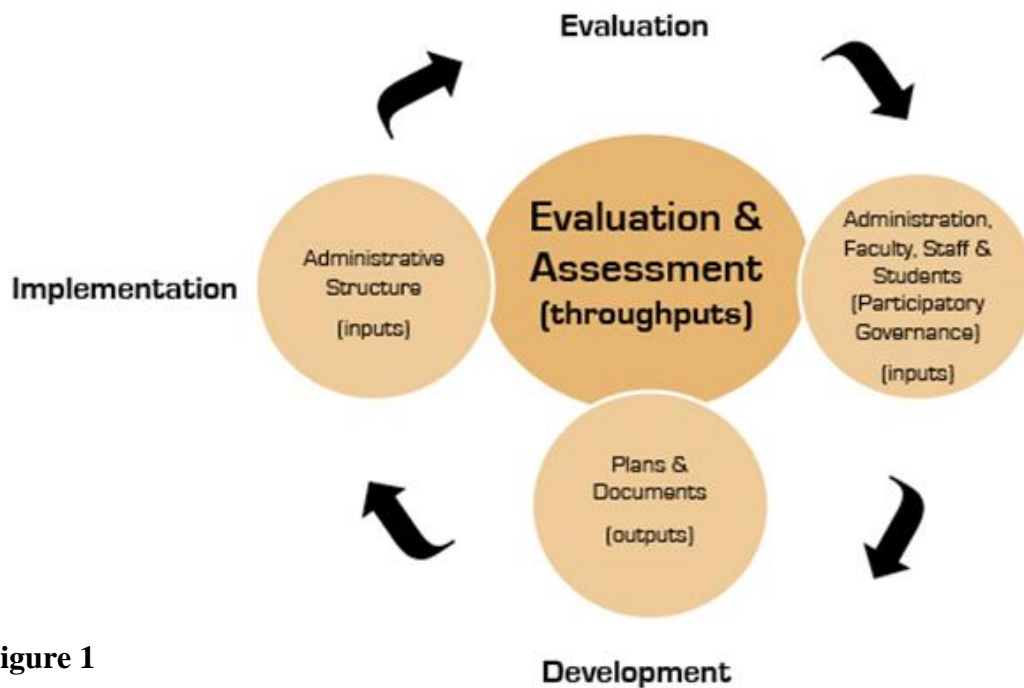 Evaluation
Evaluation &
Assessment
(throughputs)
Administrative
Structure
(inputs)
Administration,
Faculty, Staff &
Students
(Participatory
Governance)
(inputs)
Implementation
Plans &
Documents
(outputs)
igure 1
Development